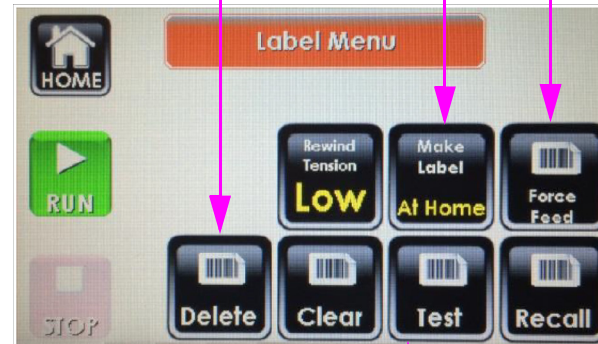 Label Menu
HOME
RUN
Rewind
Tension
Low
Make
Label
At Home
Force
Feed
STOP
Delete
Clear
Test
Recall